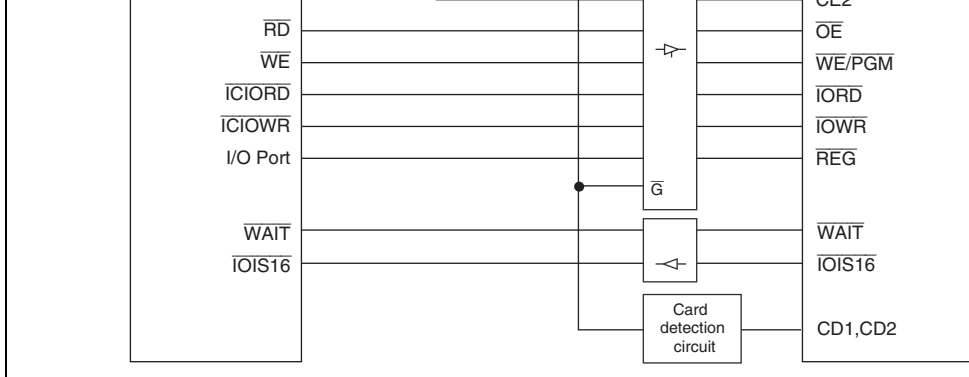 CE2
RD OE
WE WE/PGM
ICIORD IORD
ICIOWR IOWR
I/O Port REG
G
WAIT WAIT
IOIS16 IOIS16
Card
detection CD1,CD2
circuit